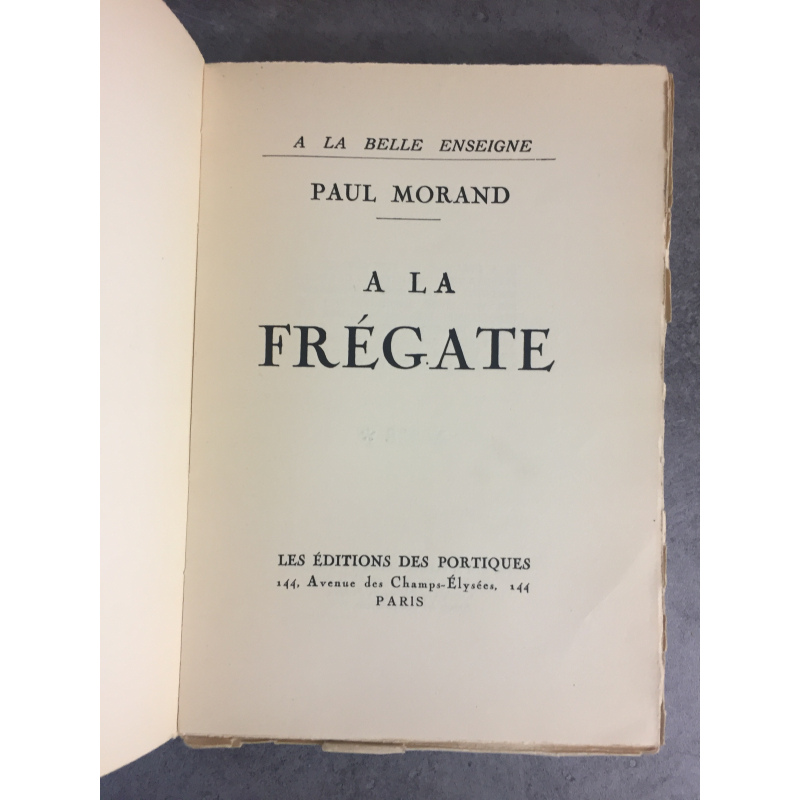 A LA BELLE ENSEIGNE
PAUL MORAND
A LA
FRÉGATE
LES ÉDITIONS DES PORTIQUES
144, Avenue des Champs-Élysées, 144
PARIS